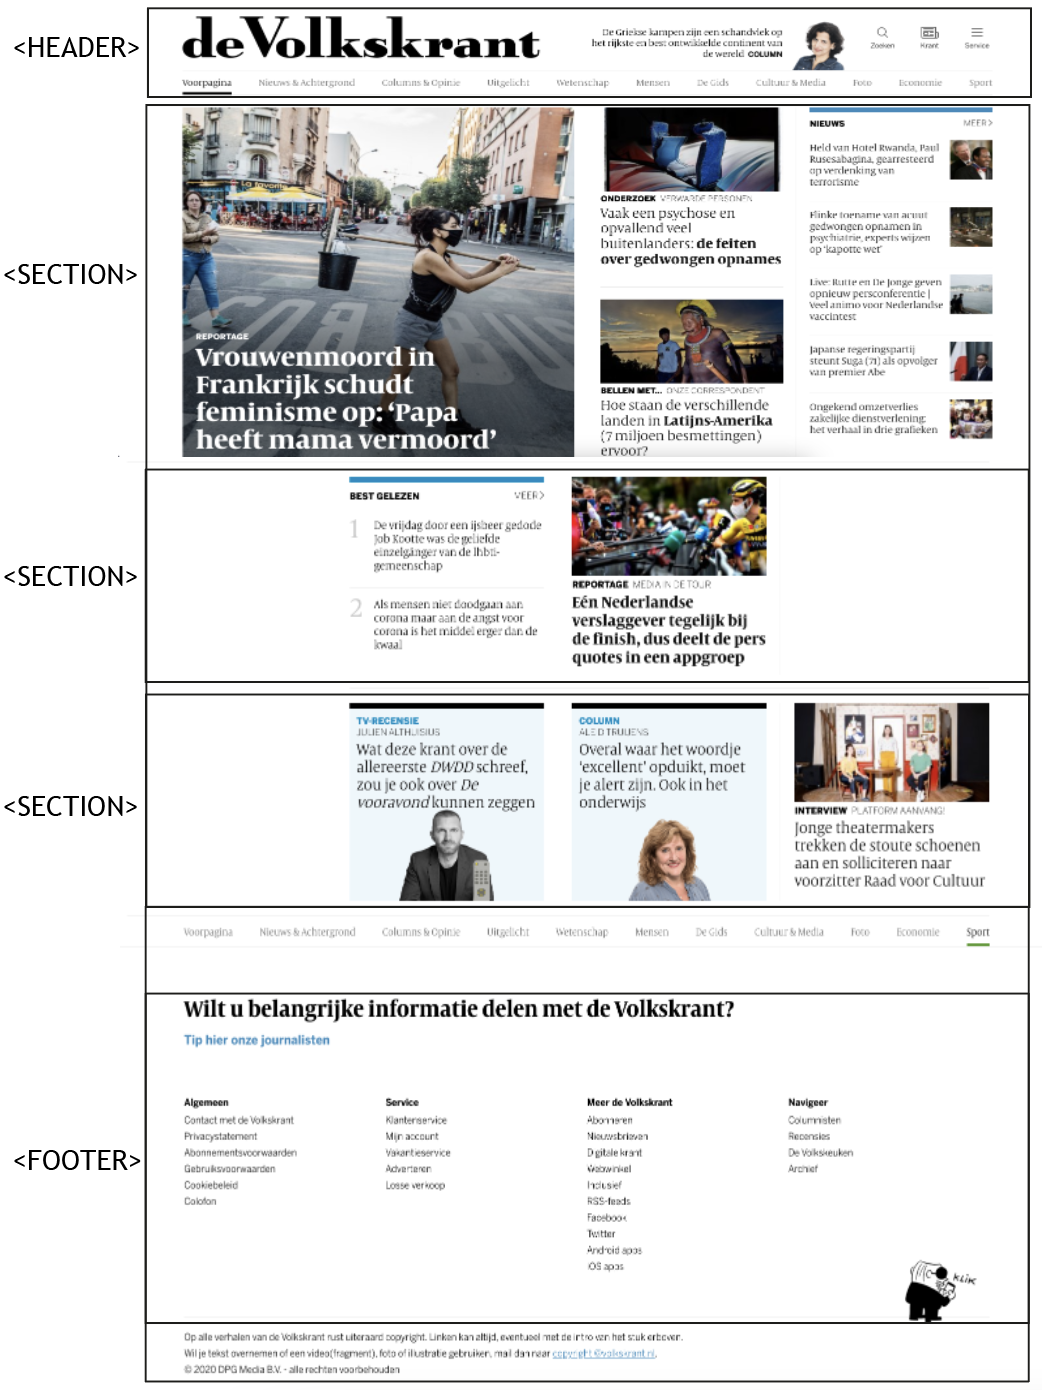 <HEADER>
de Volkskrant
De Griekse kampen zijn een schandvlek op
het rijkste en best ontwikkelde continent van
de wereld COLUMN
Zoeken
Krant
Service
Voorpagina Nieuws & Achtergrond Columns & Opinie Uitgelicht Wetenschap Mensen De Gids Cultuur & Media Foto Economie Sport
<SECTION>
La favorite
REPORTAGE
Vrouwenmoord in
Frankrijk schudt
feminisme op: ‘Papa
heeft mama vermoord’
ONDERZOEK VERWARDE PERSONEN
Vaak een psychose en
opvallend veel
buitenlanders: de feiten
over gedwongen opnames
BELLEN MET... ONZE CORRESPONDENT
Hoe staan de verschillende
landen in Latijns-Amerika
(7 miljoen besmettingen)
ervoor?
NIEUWS MEER >
Held van Hotel Rwanda, Paul
Rusesabagina, gearresteerd
op verdenking van
terrorisme
Flinke toename van acuut
gedwongen opnamen in
psychiatrie, experts wijzen
op ‘kapotte wet’
Live: Rutte en De Jonge geven
opnieuw persconferentie |
Veel animo voor Nederlandse
vaccintest
Japanse regeringspartij
steunt Suga (71) als opvolger
van premier Abe
Ongekend omzetverlies
zakelijke dienstverlening:
het verhaal in drie grafieken
<SECTION>
BEST GELEZEN MEER >
1 De vrijdag door een ijsbeer gedode
Job Kootte was de geliefde
einzelgänger van de lhbti-
gemeenschap
2 Als mensen niet doodgaan aan
corona maar aan de angst voor
corona is het middel erger dan de
kwaal
REPORTAGE MEDIA IN DE TOUR
Eén Nederlandse
verslaggever tegelijk bij
de finish, dus deelt de pers
quotes in een appgroep
<SECTION>
TV-RECENSIE
JULIEN ALTHUISIUS
Wat deze krant over de
allereerste DWDD schreef,
zou je ook over De
vooravond kunnen zeggen
COLUMN
ALEID TRUIJENS
Overal waar het woordje
‘excellent’ opduikt, moet
je alert zijn. Ook in het
onderwijs
INTERVIEW PLATFORM AANVANG!
Jonge theatermakers
trekken de stoute schoenen
aan en solliciteren naar
voorzitter Raad voor Cultuur
Voorpagina Nieuws & Achtergrond Columns & Opinie Uitgelicht Wetenschap Mensen De Gids Cultuur & Media Foto Economie Sport
<FOOTER>
Wilt u belangrijke informatie delen met de Volkskrant?
Tip hier onze journalisten
Algemeen
Contact met de Volkskrant
Privacystatement
Abonnementsvoorwaarden
Gebruiksvoorwaarden
Cookiebeleid
Colofon
Service
Klantenservice
Mijn account
Vakantieservice
Adverteren
Losse verkoop
Meer de Volkskrant
Abonneren
Nieuwsbrieven
Digitale krant
Webwinkel
Inclusief
RSS-feeds
Facebook
Twitter
Android apps
iOS apps
Navigeer
Columnisten
Recensies
De Volkskeuken
Archief
KLIK
Op alle verhalen van de Volkskrant rust uiteraard copyright. Linken kan altijd, eventueel met de intro van het stuk erboven.
Wil je tekst overnemen of een video(fragment), foto of illustratie gebruiken, mail dan naar copyright@volkskrant.nl.
© 2020 DPG Media B.V. - alle rechten voorbehouden